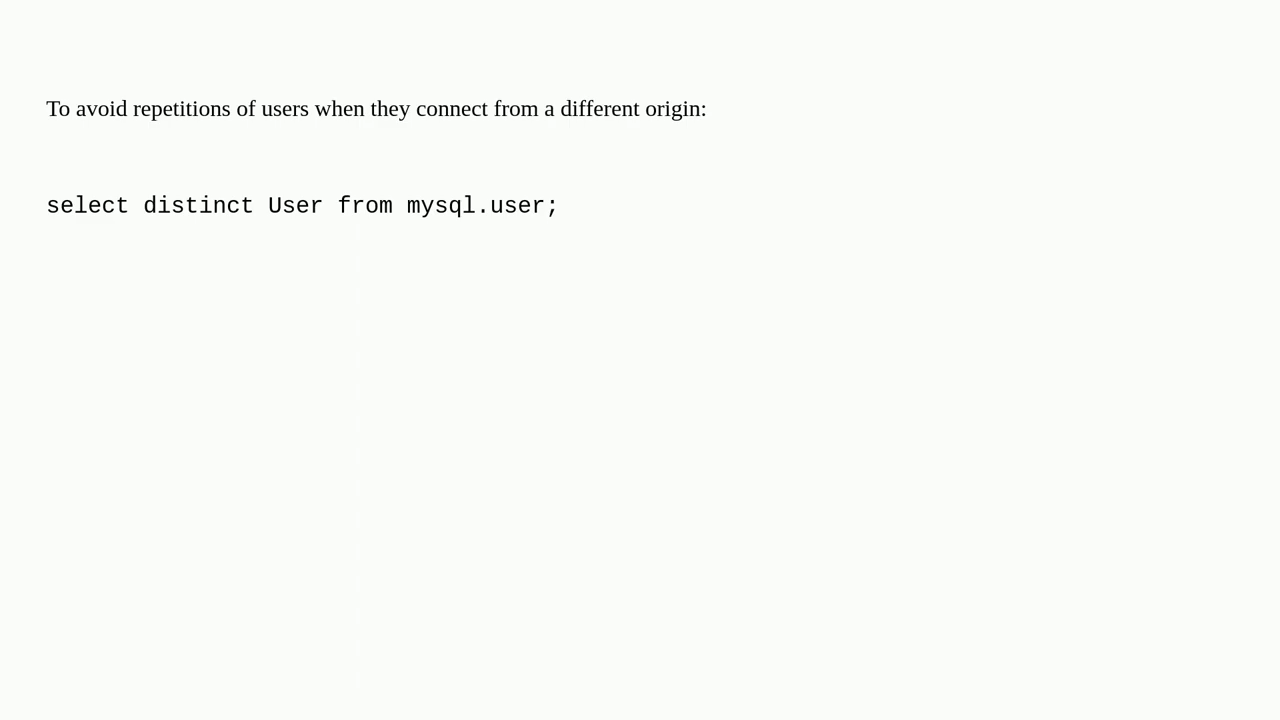 To avoid repetitions of users when they connect from a different origin:
select distinct User from mysql.user;